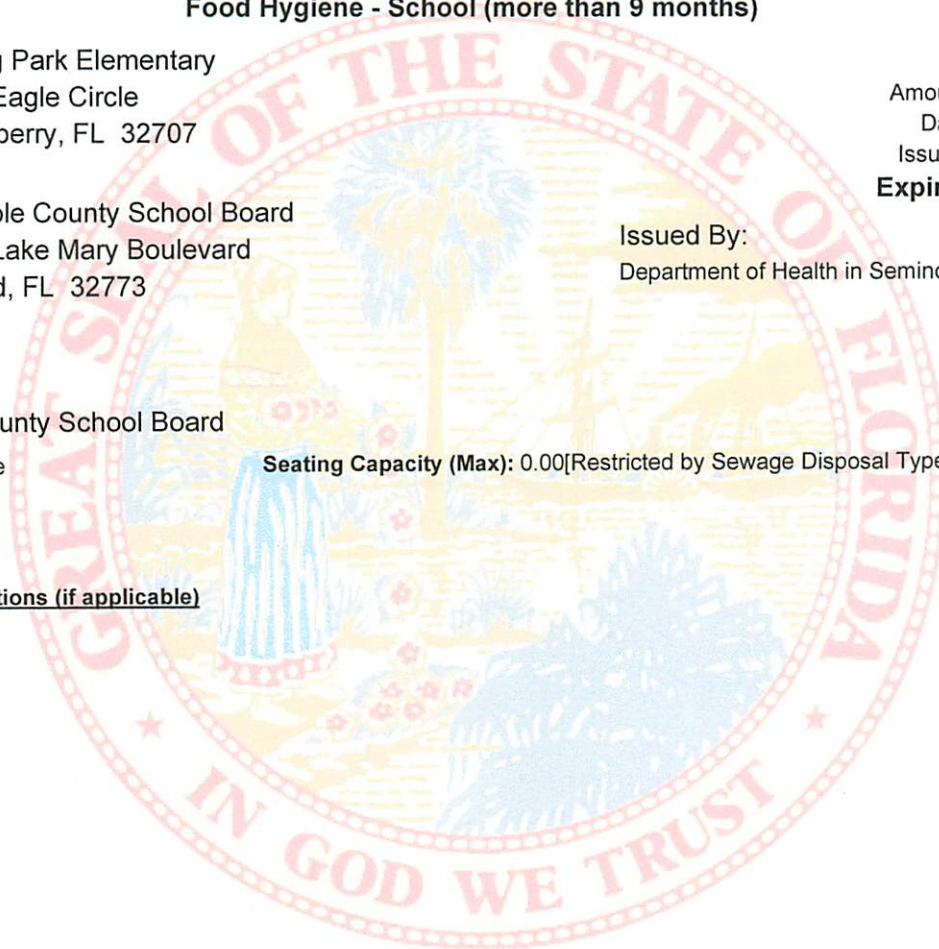 Food Hygiene - School (more than 9 months)
g Park Elementary
Eagle Circle
berry, FL 32707
Amou
Da
Issu
Expir
ole County School Board
Lake Mary Boulevard
d, FL 32773
Issued By:
Department of Health in Semino
unty School Board
e
Seating Capacity (Max): 0.00[Restricted by Sewage Disposal Type
tions (if applicable)
GREAT SEAL OF THE STATE OF FLORIDA
IN GOD WE TRUST